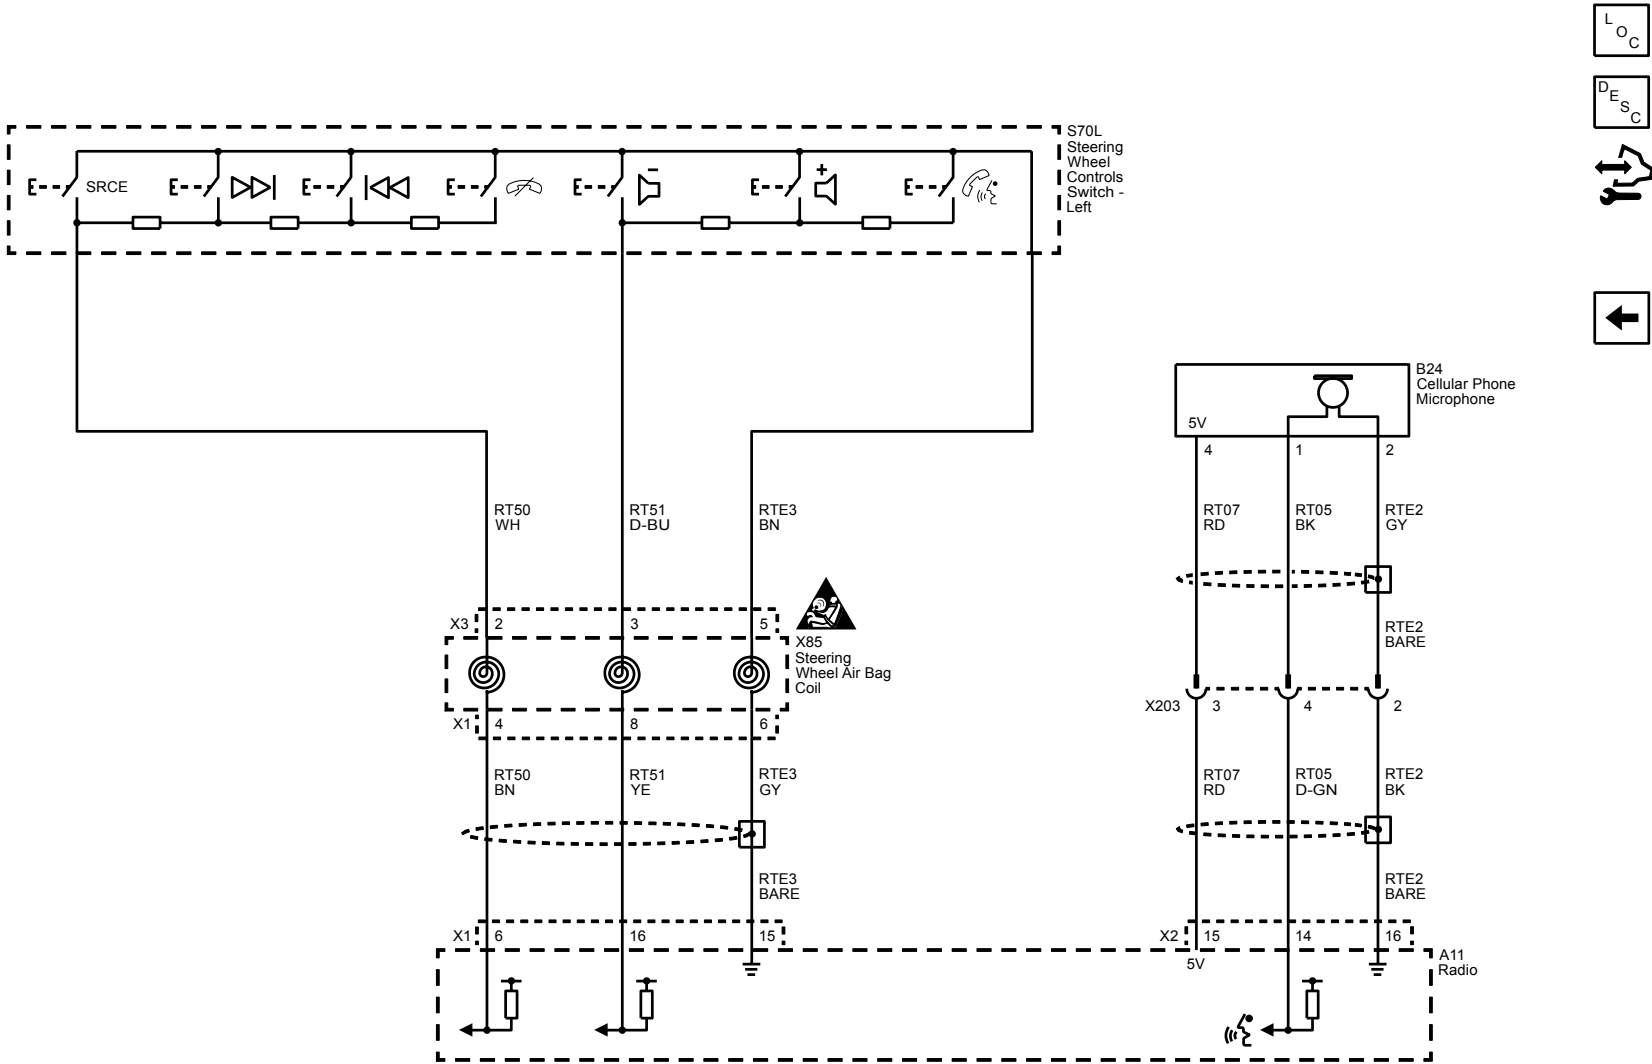 L
O
C
D
E
S
C
S70L
Steering
Wheel
Controls
Switch -
Left
SRCE
-
+
B24
Cellular Phone
Microphone
5V
4 1 2
RT50
WH
RT51
D-BU
RTE3
BN
RT07
RD
RT05
BK
RTE2
GY
X3 2 3 5
RTE2
BARE
X85
Steering
Wheel Air Bag
Coil
X203 3 4 2
X1 4 8 6
RT50
BN
RT51
YE
RTE3
GY
RT07
RD
RT05
D-GN
RTE2
BK
RTE3
BARE
RTE2
BARE
X1 6 16 15
X2 15 14 16
5V
A11
Radio